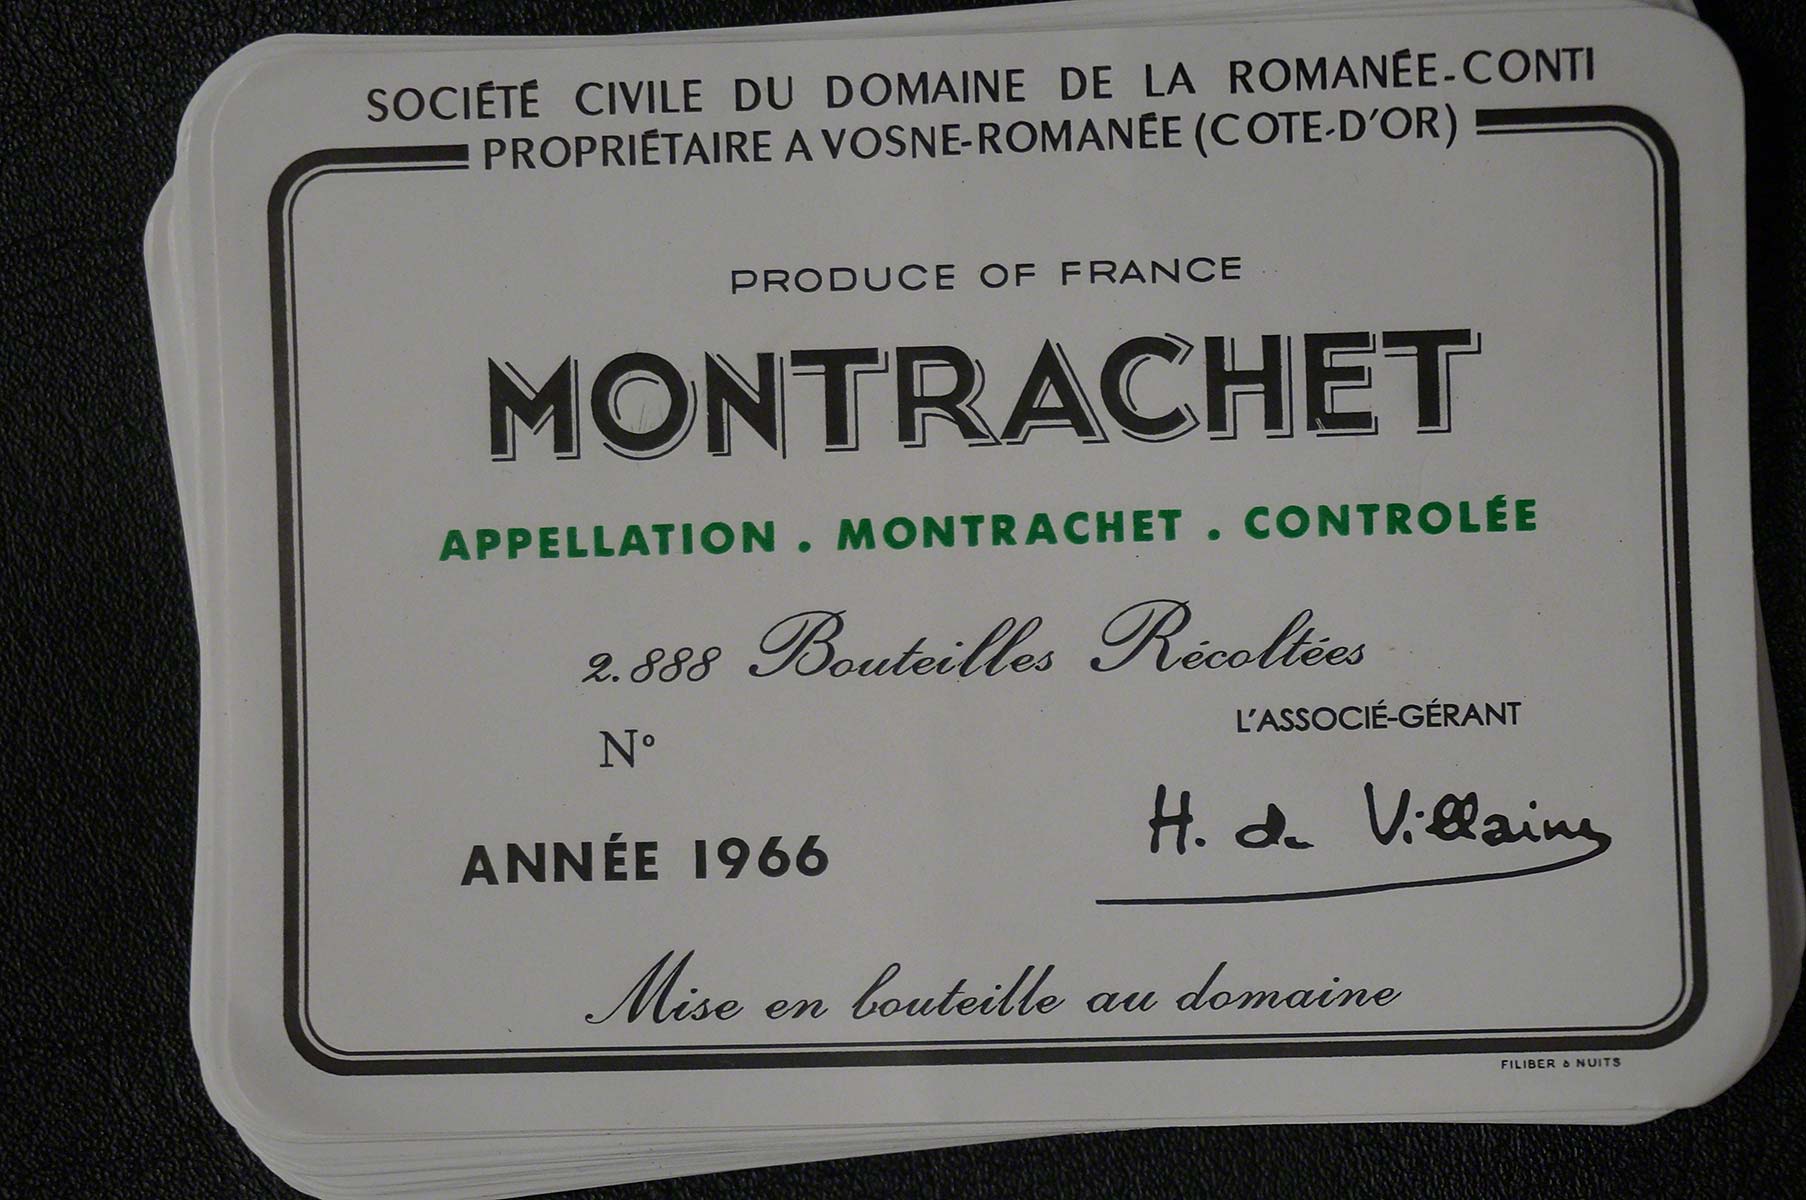 SOCIÉTÉ CIVILE DU DOMAINE DE LA ROMANÉE-CONTI
PROPRIÉTAIRE A VOSNE-ROMANÉE (COTE-D'OR)
PRODUCE OF FRANCE
MONTRACHET
APPELLATION . MONTRACHET . CONTROLÉE
2.888 Bouteilles Récoltées
L'ASSOCIÉ-GÉRANT
Nº
H. de Villaine
ANNÉE 1966
Mise en bouteille au domaine
FILIBER à NUITS